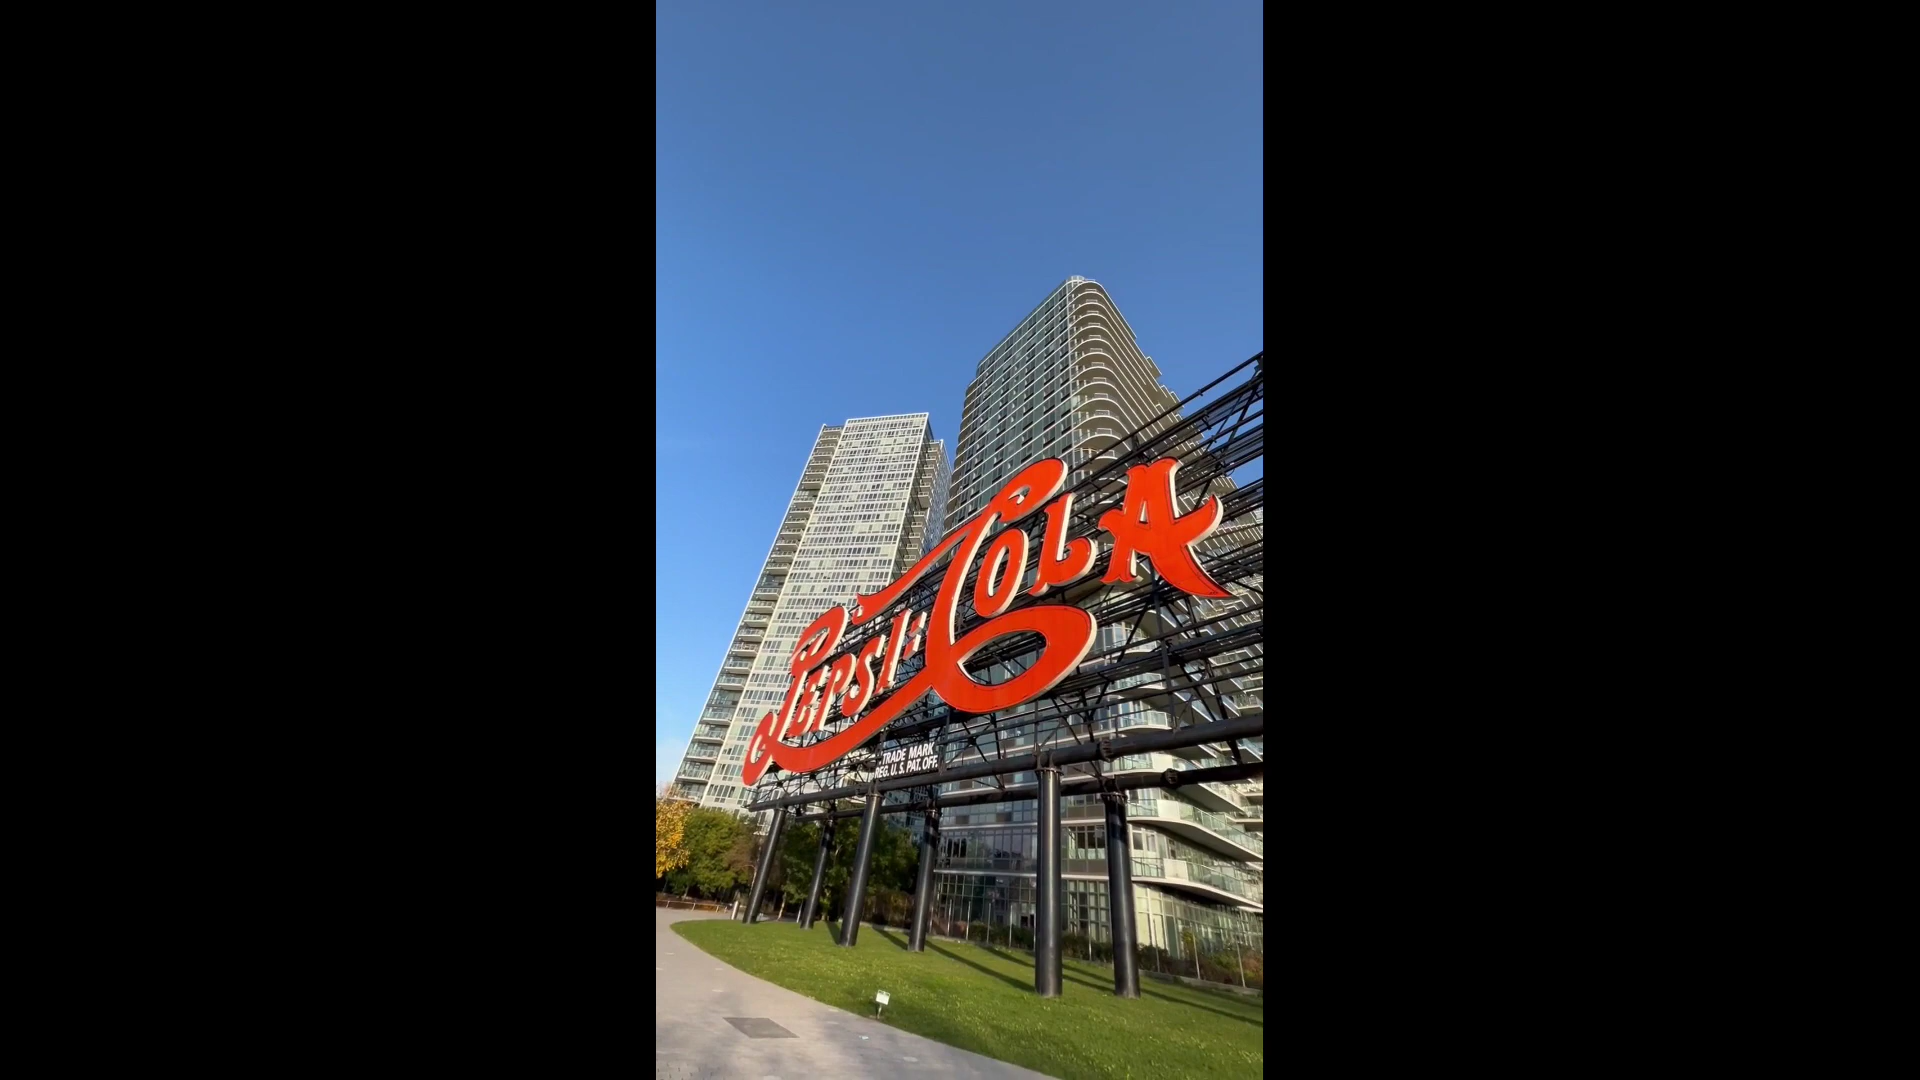 PEPSI:COLA
TRADE MARK
REG. U. S. PAT. OFF.